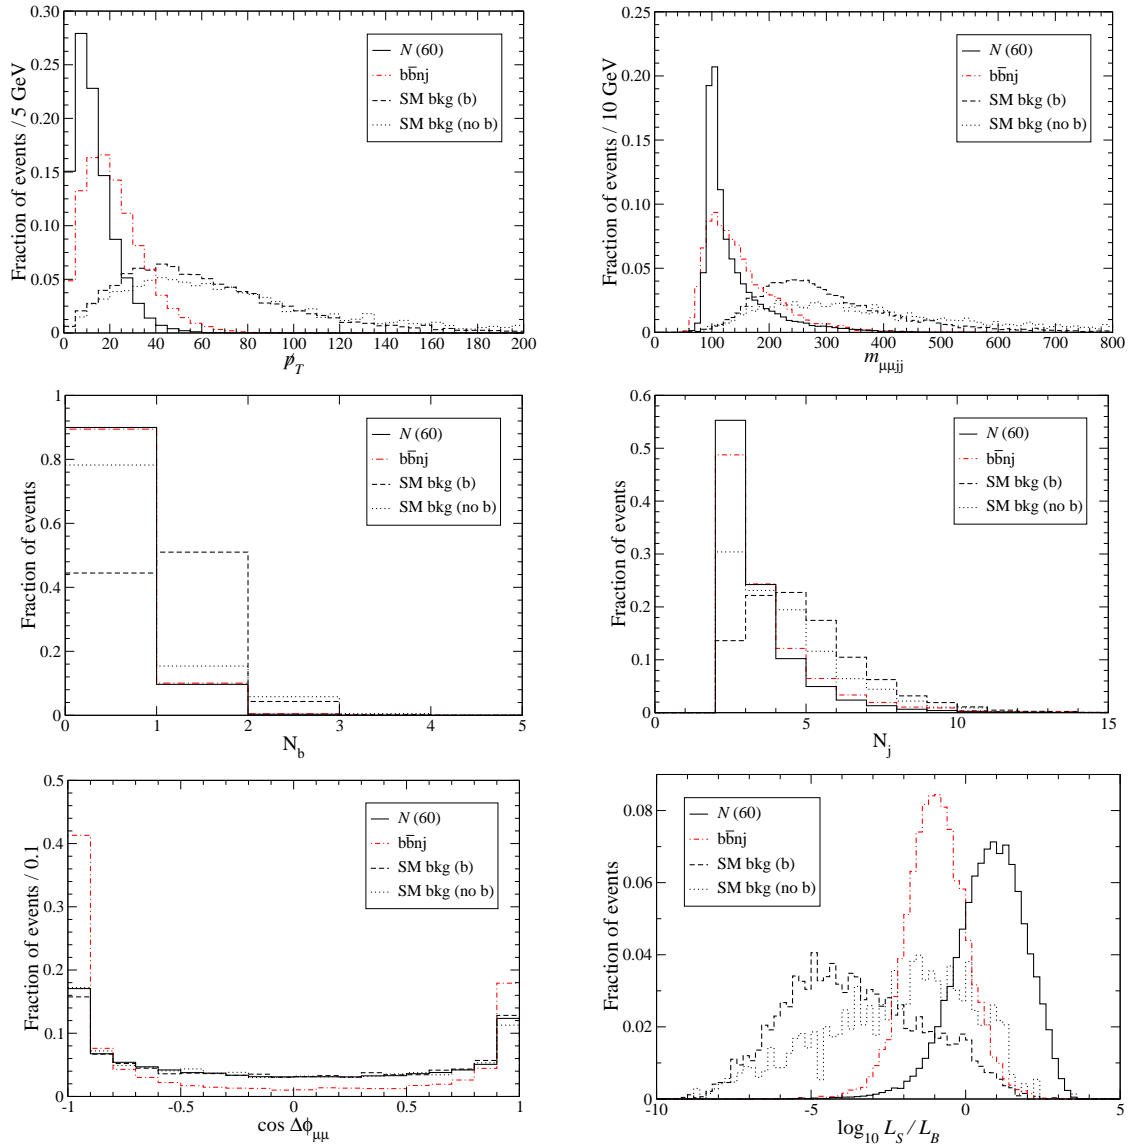 0.30
0.25
0.20
0.15
0.10
0.05
0
Fraction of events / 5 GeV
N (60)
bb̅nj
SM bkg (b)
SM bkg (no b)
0 20 40 60 80 100 120 140 160 180 200
p̸_T
0.25
0.20
0.15
0.10
0.05
0
Fraction of events / 10 GeV
N (60)
bb̅nj
SM bkg (b)
SM bkg (no b)
100 200 300 400 500 600 700 800
m_μμjj
1
0.8
0.6
0.4
0.2
0
Fraction of events
N (60)
bb̅nj
SM bkg (b)
SM bkg (no b)
0 1 2 3 4 5
N_b
0.6
0.5
0.4
0.3
0.2
0.1
0
Fraction of events
N (60)
bb̅nj
SM bkg (b)
SM bkg (no b)
0 5 10 15
N_j
0.5
0.4
0.3
0.2
0.1
0
Fraction of events / 0.1
N (60)
bb̅nj
SM bkg (b)
SM bkg (no b)
-1 -0.5 0 0.5 1
cos Δϕ_μμ
0.08
0.06
0.04
0.02
0
Fraction of events
N (60)
bb̅nj
SM bkg (b)
SM bkg (no b)
-10 -5 0 5
log_10 L_S / L_B